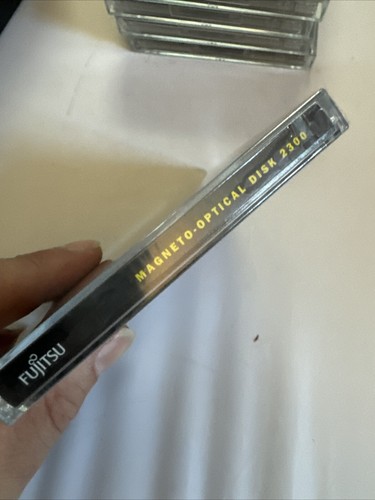 FUJITSU
MAGNETO-OPTICAL DISK 2300